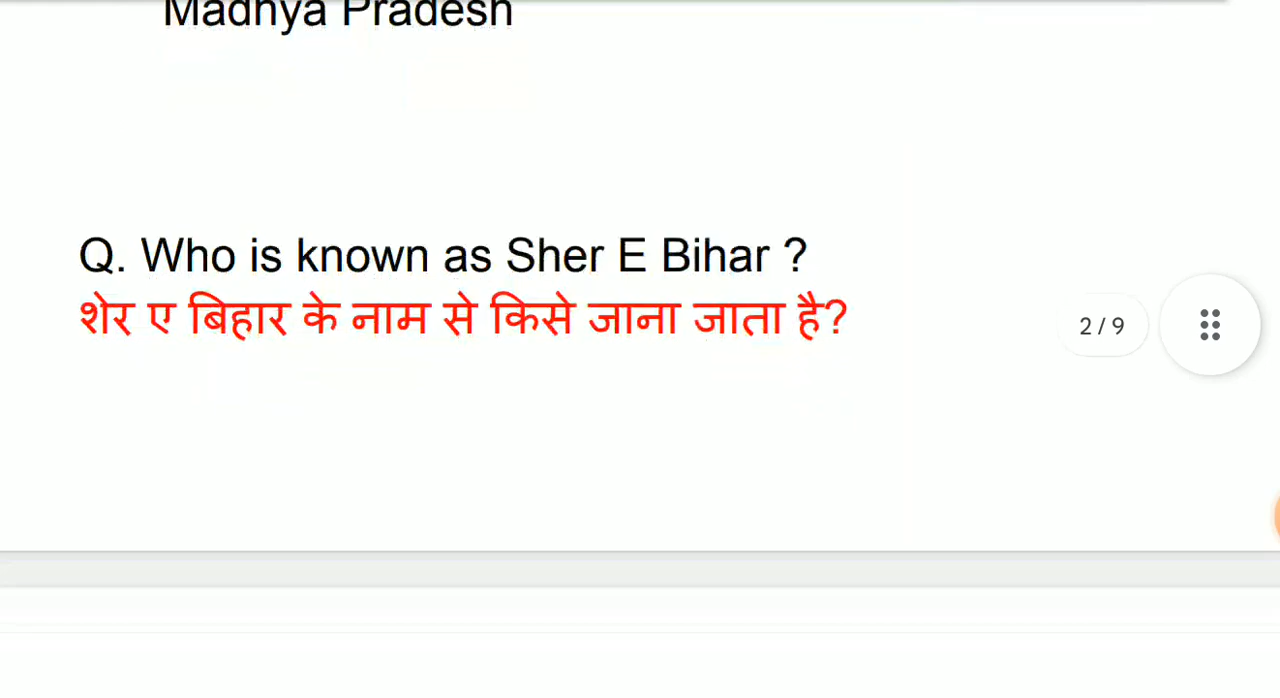 Madhya Pradesh
Q. Who is known as Sher E Bihar ?
शेर ए बिहार के नाम से किसे जाना जाता है?
2 / 9